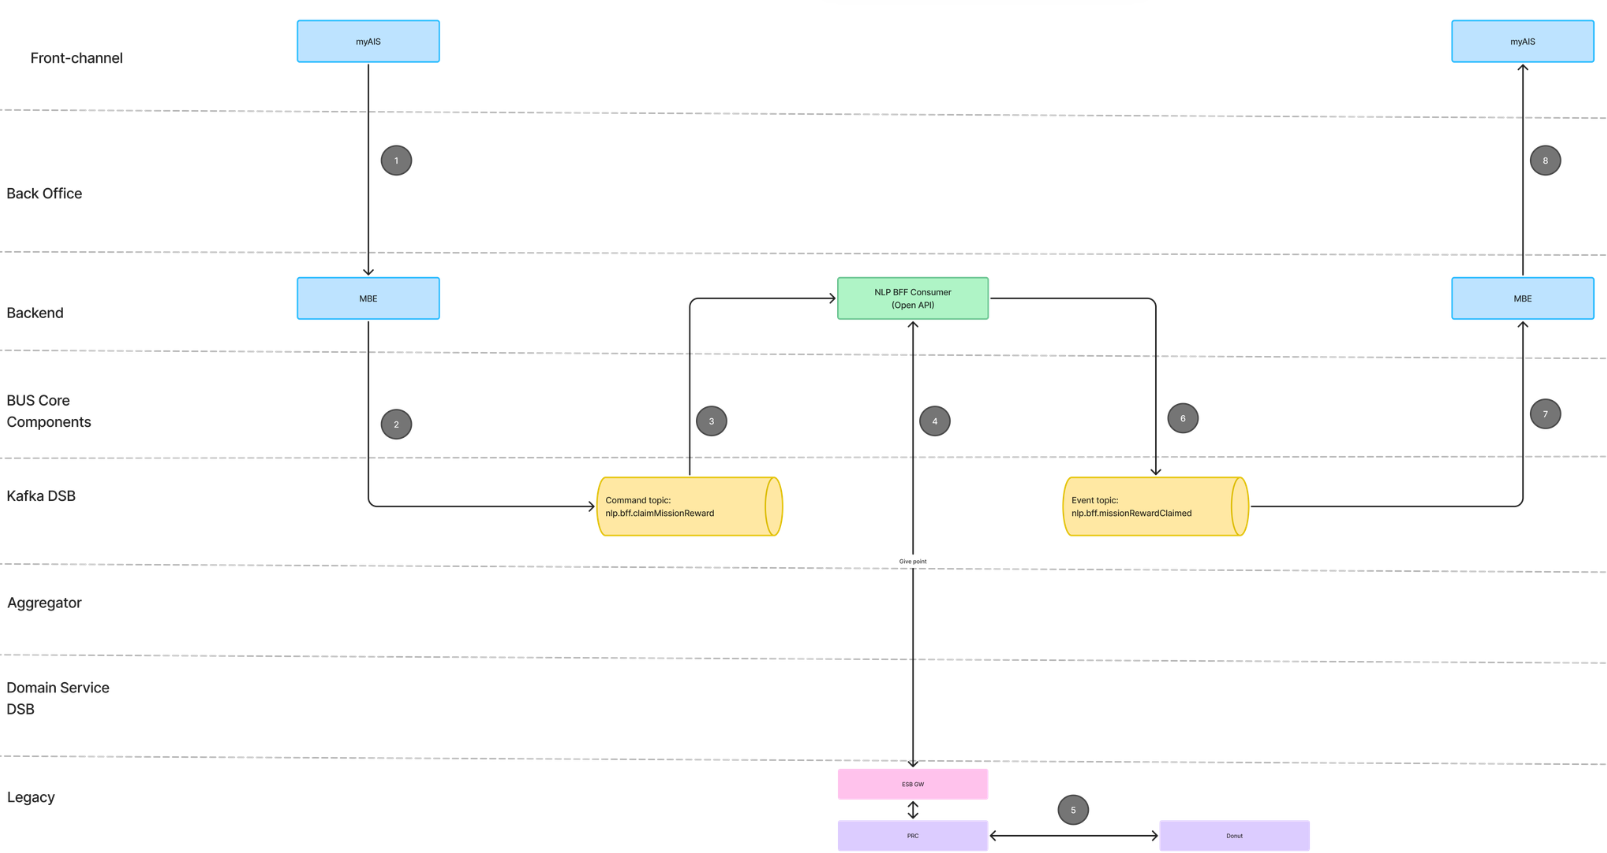 Front-channel
myAIS
myAIS
1
8
Back Office
Backend
MBE
NLP BFF Consumer
(Open API)
MBE
BUS Core
Components
2
3
4
6
7
Kafka DSB
Command topic:
nlp.bff.claimMissionReward
Event topic:
nlp.bff.missionRewardClaimed
Give point
Aggregator
Domain Service
DSB
Legacy
ESB GW
5
PRC
Donut